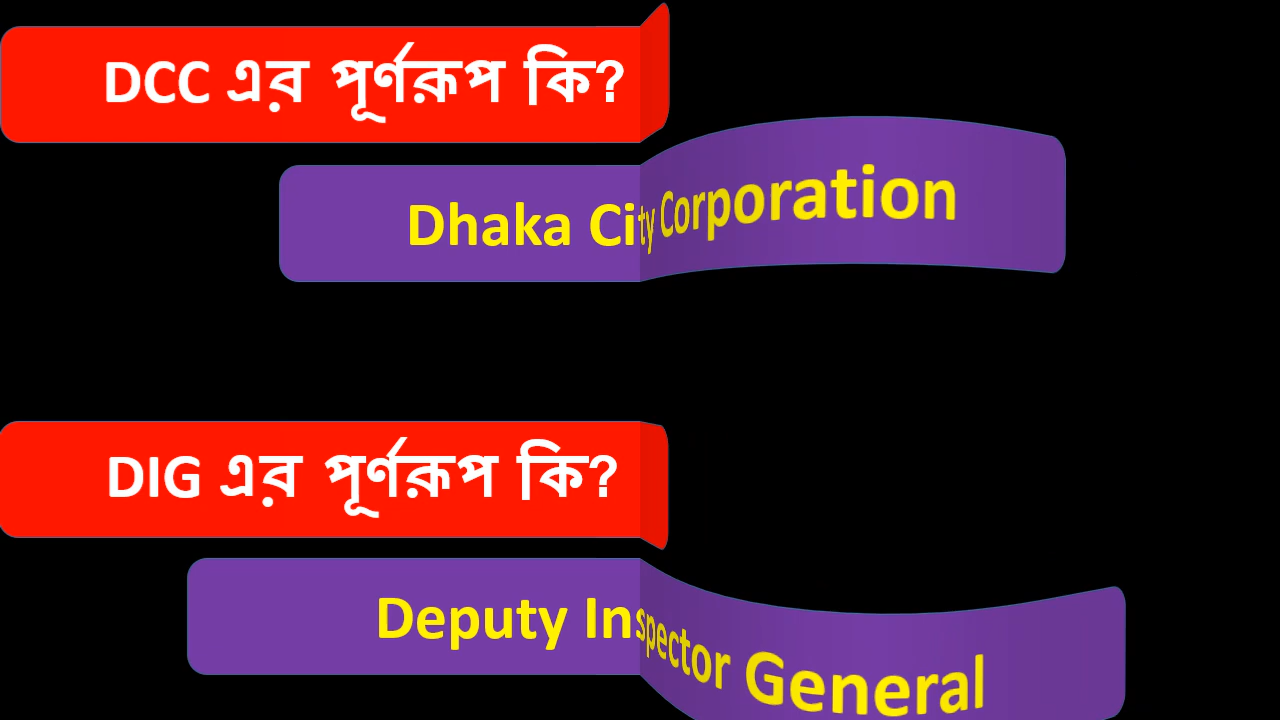 DCC এর পূর্ণরূপ কি?
Dhaka City Corporation
DIG এর পূর্ণরূপ কি?
Deputy Inspector General